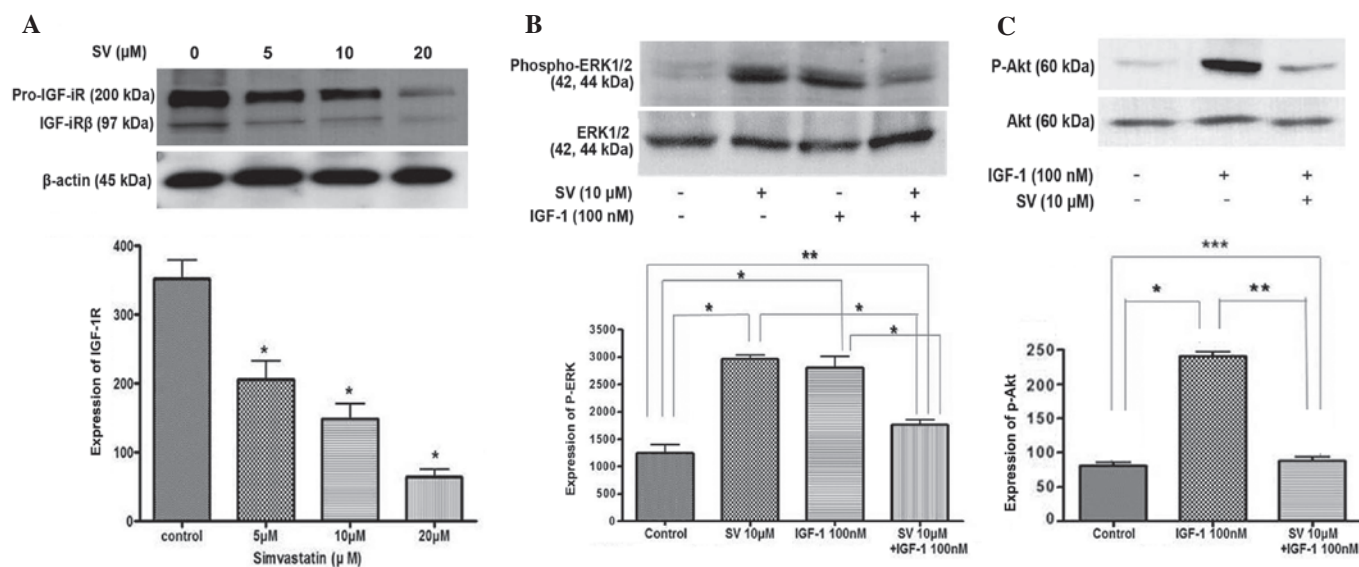 A
SV (µM) 0 5 10 20
Pro-IGF-iR (200 kDa)
IGF-iRβ (97 kDa)
β-actin (45 kDa)
400
300
200
100
0
Expression of IGF-1R
*
*
*
control 5µM 10µM 20µM
Simvastatin (µ M)
B
Phospho-ERK1/2
(42, 44 kDa)
ERK1/2
(42, 44 kDa)
SV (10 µM) - + - +
IGF-1 (100 nM) - - + +
**
*
* *
*
3500
3000
2500
2000
1500
1000
500
0
Expression of P-ERK
Control SV 10µM IGF-1 100nM SV 10µM
+IGF-1 100nM
C
P-Akt (60 kDa)
Akt (60 kDa)
IGF-1 (100 nM) - + +
SV (10 µM) - - +
***
* **
250
200
150
100
50
0
Expression of p-Akt
Control IGF-1 100nM SV 10µM
+IGF-1 100nM